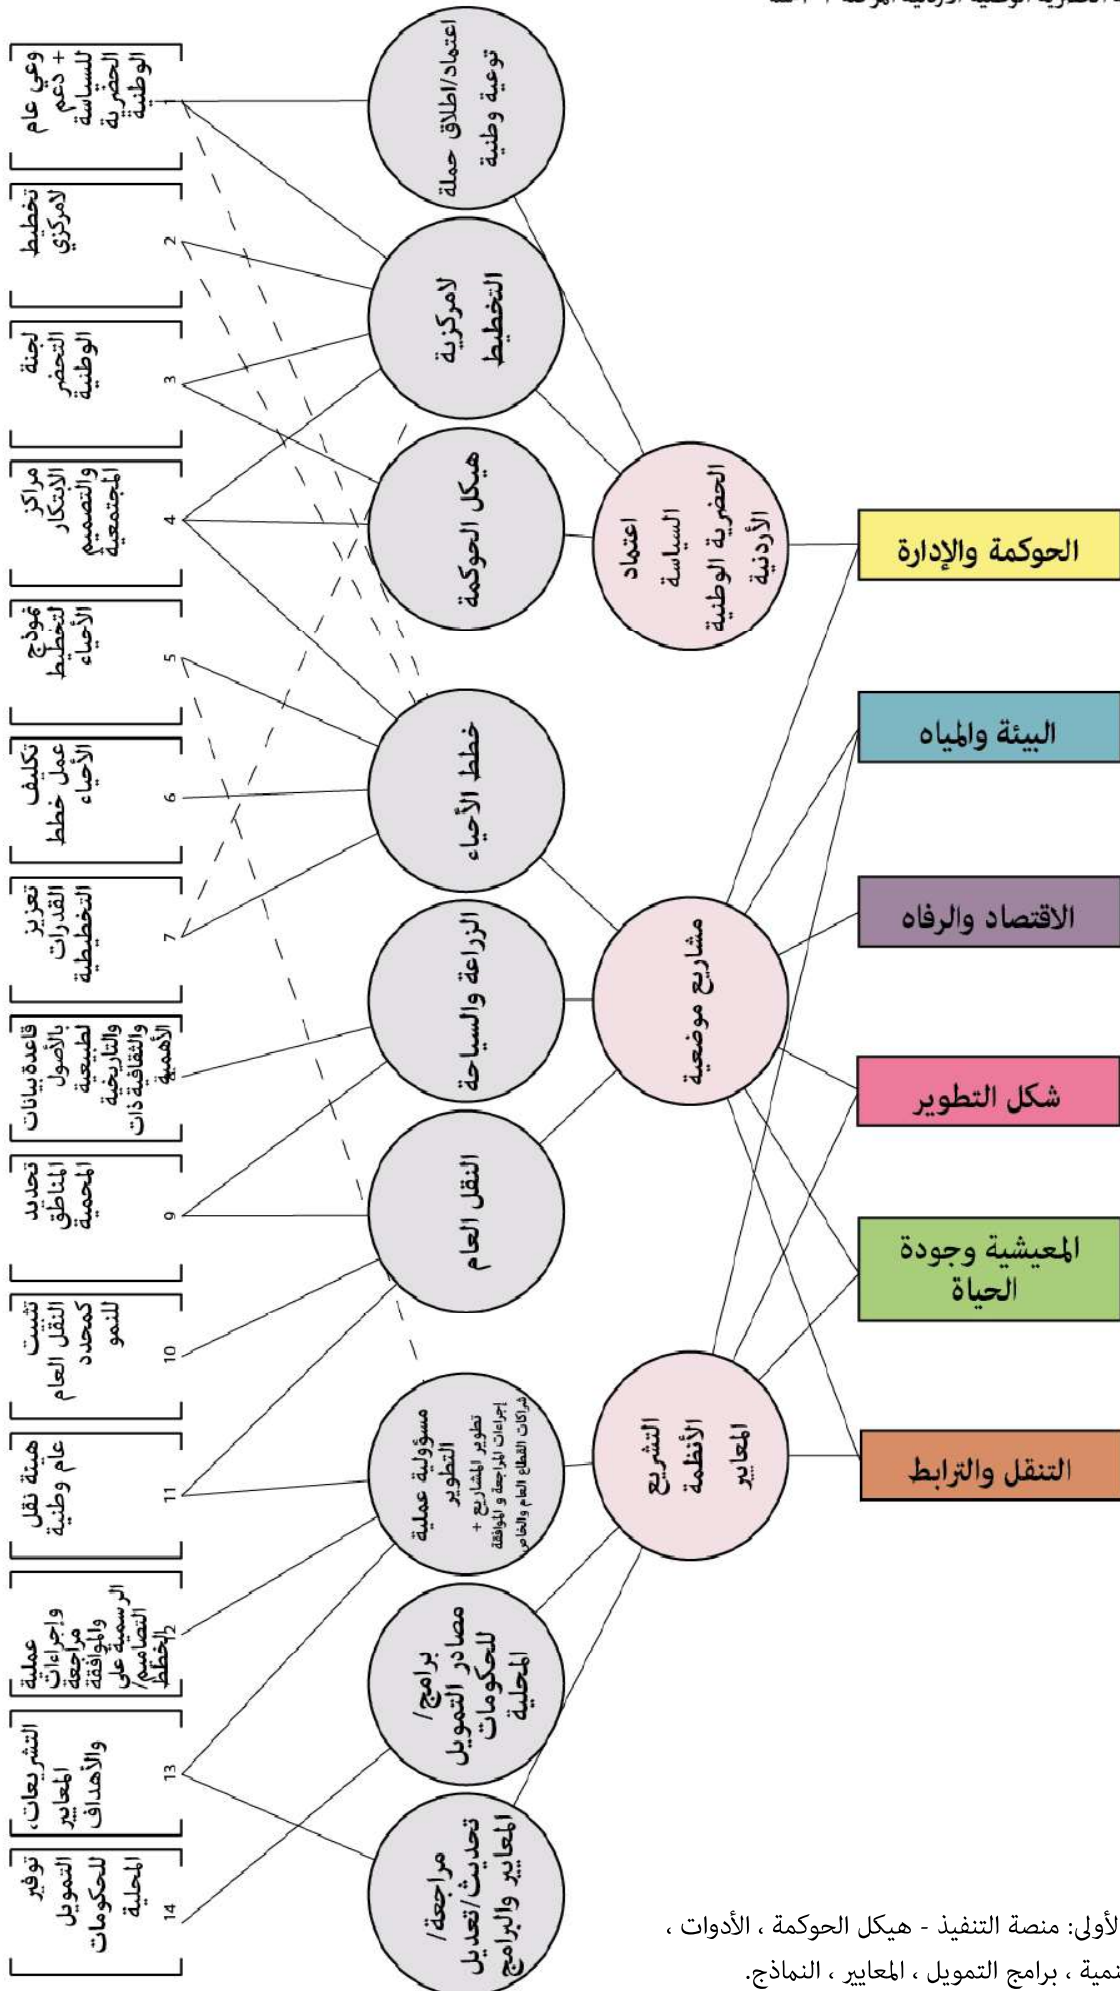 وعي عام
+ دعم
للسياسة
الحضرية
الوطنية
1
تخطيط
لامركزي
2
لجنة
التحضر
الوطنية
3
مراكز
الابتكار
والتصميم
المجتمعية
4
نموذج
لتخطيط
الأحياء
5
تكليف
عمل خطط
الأحياء
6
تعزيز
القدرات
التخطيطية
7
قاعدة بيانات
بالأصول
لطبيعية
والتاريخية
والثقافية ذات
الأهمية
8
تحديد
المناطق
المحمية
9
تثبيت
النقل العام
كمحدد
للنمو
10
هيئة نقل
عام وطنية
11
عملية
وإجراءات
مراجعة
والموافقة
الرسمية على
التصاميم/
الخطط
12
التشريعات،
المعايير
والأهداف
13
توفير
التمويل
للحكومات
المحلية
14
اعتماد/اطلاق حملة
توعية وطنية
لامركزية
التخطيط
هيكل الحوكمة
خطط الأحياء
الزراعة والسياحة
النقل العام
مسؤولية عملية
التطوير
تطوير المشاريع +
إجراءات المراجعة و الموافقة
شراكات القطاع العام والخاص
برامج/
مصادر التمويل
للحكومات
المحلية
مراجعة/
تحديث/تعديل
المعايير والبرامج
اعتماد
السياسة
الحضرية الوطنية
الأردنية
مشاريع موضعية
التشريع
الأنظمة
المعايير
الحوكمة والإدارة
البيئة والمياه
الاقتصاد والرفاه
شكل التطوير
المعيشية وجودة
الحياة
التنقل والترابط
لأولى: منصة التنفيذ - هيكل الحوكمة ، الأدوات ،
نمية ، برامج التمويل ، المعايير ، النماذج.